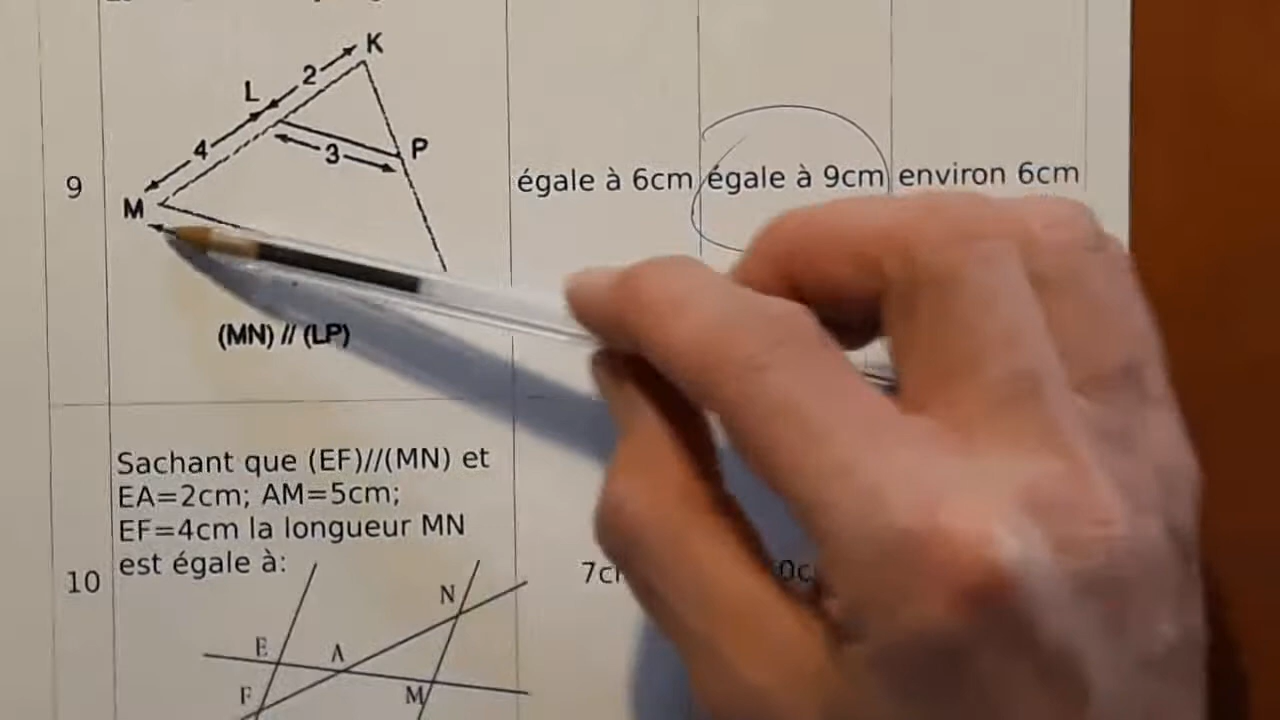 K
2
L
4
3
P
M
9
égale à 6cm égale à 9cm environ 6cm
(MN) // (LP)
Sachant que (EF)//(MN) et
EA=2cm; AM=5cm;
EF=4cm la longueur MN
est égale à:
10
N
E
A
F
M